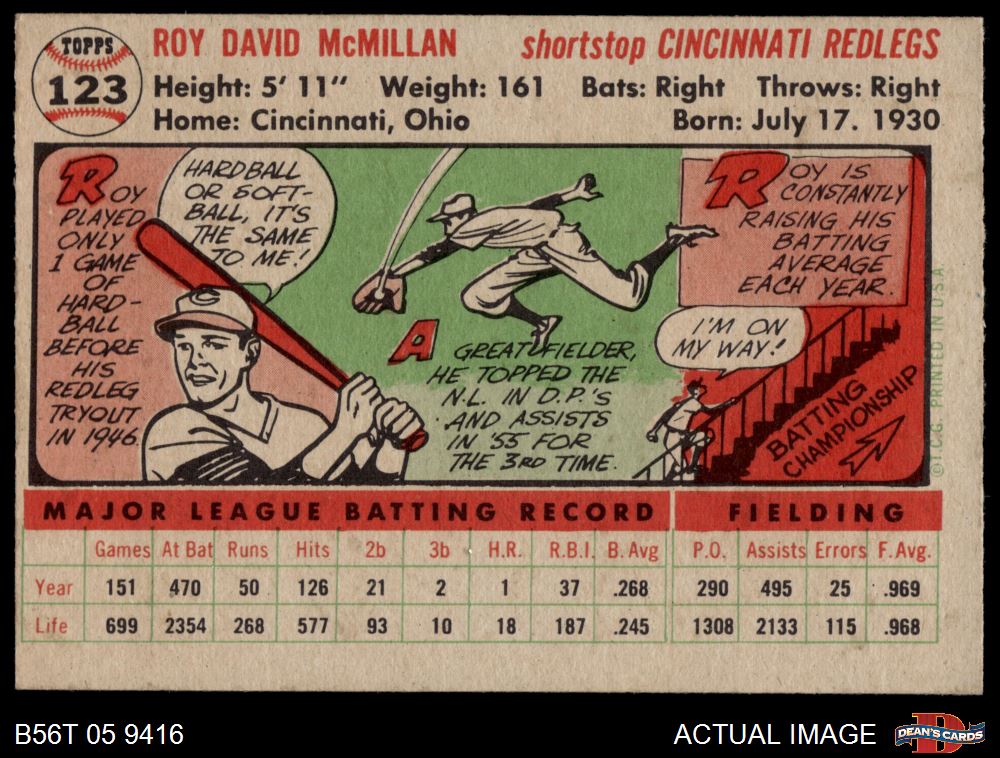 TOPPS
123
ROY DAVID McMILLAN shortstop CINCINNATI REDLEGS
Height: 5' 11" Weight: 161 Bats: Right Throws: Right
Home: Cincinnati, Ohio Born: July 17. 1930
ROY
PLAYED
ONLY
1 GAME
OF
HARD-
BALL
BEFORE
HIS
REDLEG
TRYOUT
IN 1946.
HARDBALL
OR SOFT-
BALL, IT'S
THE SAME
TO ME!
A GREAT FIELDER,
HE TOPPED THE
N.L. IN D.P.'S
AND ASSISTS
IN '55 FOR
THE 3RD TIME.
ROY IS
CONSTANTLY
RAISING HIS
BATTING
AVERAGE
EACH YEAR.
I'M ON
MY WAY!
BATTING
CHAMPIONSHIP
© T.C.G. PRINTED IN U.S.A.
MAJOR LEAGUE BATTING RECORD FIELDING
Games At Bat Runs Hits 2b 3b H.R. R.B.I. B. Avg P.O. Assists Errors F. Avg.
Year 151 470 50 126 21 2 1 37 .268 290 495 25 .969
Life 699 2354 268 577 93 10 18 187 .245 1308 2133 115 .968
B56T 05 9416 ACTUAL IMAGE DEAN'S CARDS
C